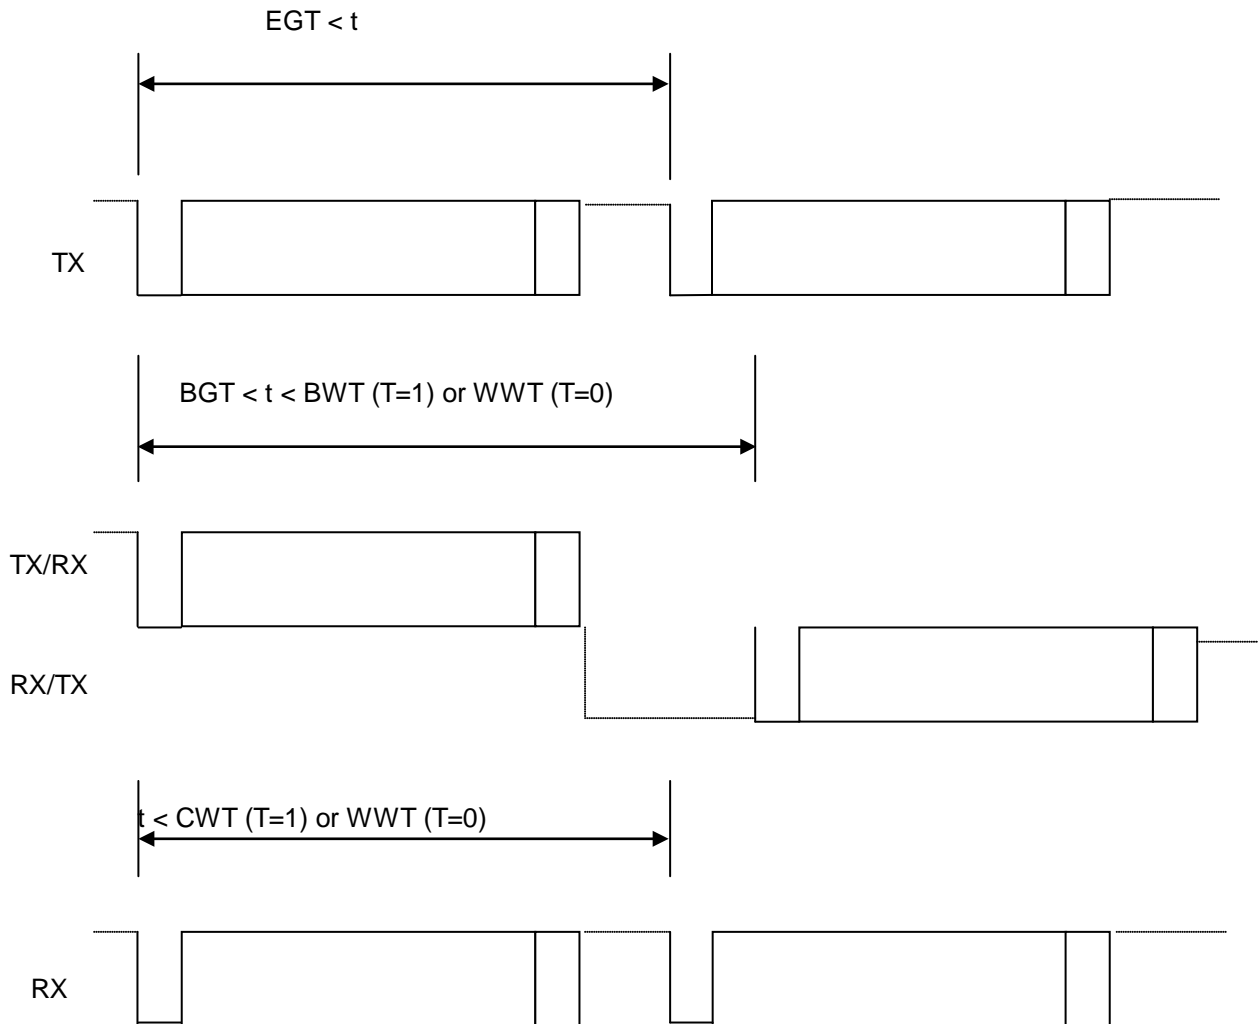 EGT < t
TX
BGT < t < BWT (T=1) or WWT (T=0)
TX/RX
RX/TX
t < CWT (T=1) or WWT (T=0)
RX